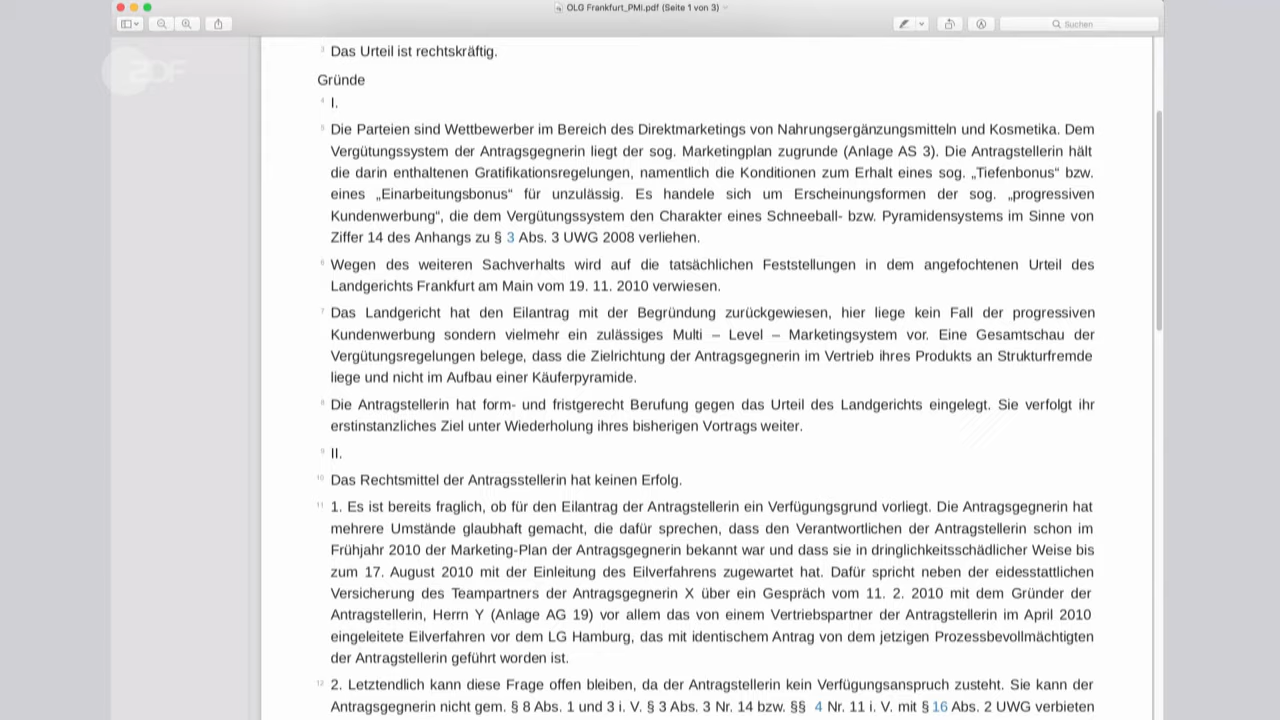 OLG Frankfurt_PMI.pdf (Seite 1 von 3)
Suchen
ZDF
3 Das Urteil ist rechtskräftig.
Gründe
4 I.
5 Die Parteien sind Wettbewerber im Bereich des Direktmarketings von Nahrungsergänzungsmitteln und Kosmetika. Dem
Vergütungssystem der Antragsgegnerin liegt der sog. Marketingplan zugrunde (Anlage AS 3). Die Antragstellerin hält
die darin enthaltenen Gratifikationsregelungen, namentlich die Konditionen zum Erhalt eines sog. „Tiefenbonus“ bzw.
eines „Einarbeitungsbonus“ für unzulässig. Es handele sich um Erscheinungsformen der sog. „progressiven
Kundenwerbung“, die dem Vergütungssystem den Charakter eines Schneeball- bzw. Pyramidensystems im Sinne von
Ziffer 14 des Anhangs zu § 3 Abs. 3 UWG 2008 verliehen.
6 Wegen des weiteren Sachverhalts wird auf die tatsächlichen Feststellungen in dem angefochtenen Urteil des
Landgerichts Frankfurt am Main vom 19. 11. 2010 verwiesen.
7 Das Landgericht hat den Eilantrag mit der Begründung zurückgewiesen, hier liege kein Fall der progressiven
Kundenwerbung sondern vielmehr ein zulässiges Multi – Level – Marketingsystem vor. Eine Gesamtschau der
Vergütungsregelungen belege, dass die Zielrichtung der Antragsgegnerin im Vertrieb ihres Produkts an Strukturfremde
liege und nicht im Aufbau einer Käuferpyramide.
8 Die Antragstellerin hat form- und fristgerecht Berufung gegen das Urteil des Landgerichts eingelegt. Sie verfolgt ihr
erstinstanzliches Ziel unter Wiederholung ihres bisherigen Vortrags weiter.
9 II.
10 Das Rechtsmittel der Antragsstellerin hat keinen Erfolg.
11 1. Es ist bereits fraglich, ob für den Eilantrag der Antragstellerin ein Verfügungsgrund vorliegt. Die Antragsgegnerin hat
mehrere Umstände glaubhaft gemacht, die dafür sprechen, dass den Verantwortlichen der Antragstellerin schon im
Frühjahr 2010 der Marketing-Plan der Antragsgegnerin bekannt war und dass sie in dringlichkeitsschädlicher Weise bis
zum 17. August 2010 mit der Einleitung des Eilverfahrens zugewartet hat. Dafür spricht neben der eidesstattlichen
Versicherung des Teampartners der Antragsgegnerin X über ein Gespräch vom 11. 2. 2010 mit dem Gründer der
Antragstellerin, Herrn Y (Anlage AG 19) vor allem das von einem Vertriebspartner der Antragstellerin im April 2010
eingeleitete Eilverfahren vor dem LG Hamburg, das mit identischem Antrag von dem jetzigen Prozessbevollmächtigten
der Antragstellerin geführt worden ist.
12 2. Letztendlich kann diese Frage offen bleiben, da der Antragstellerin kein Verfügungsanspruch zusteht. Sie kann der
Antragsgegnerin nicht gem. § 8 Abs. 1 und 3 i. V. § 3 Abs. 3 Nr. 14 bzw. §§ 4 Nr. 11 i. V. mit § 16 Abs. 2 UWG verbieten